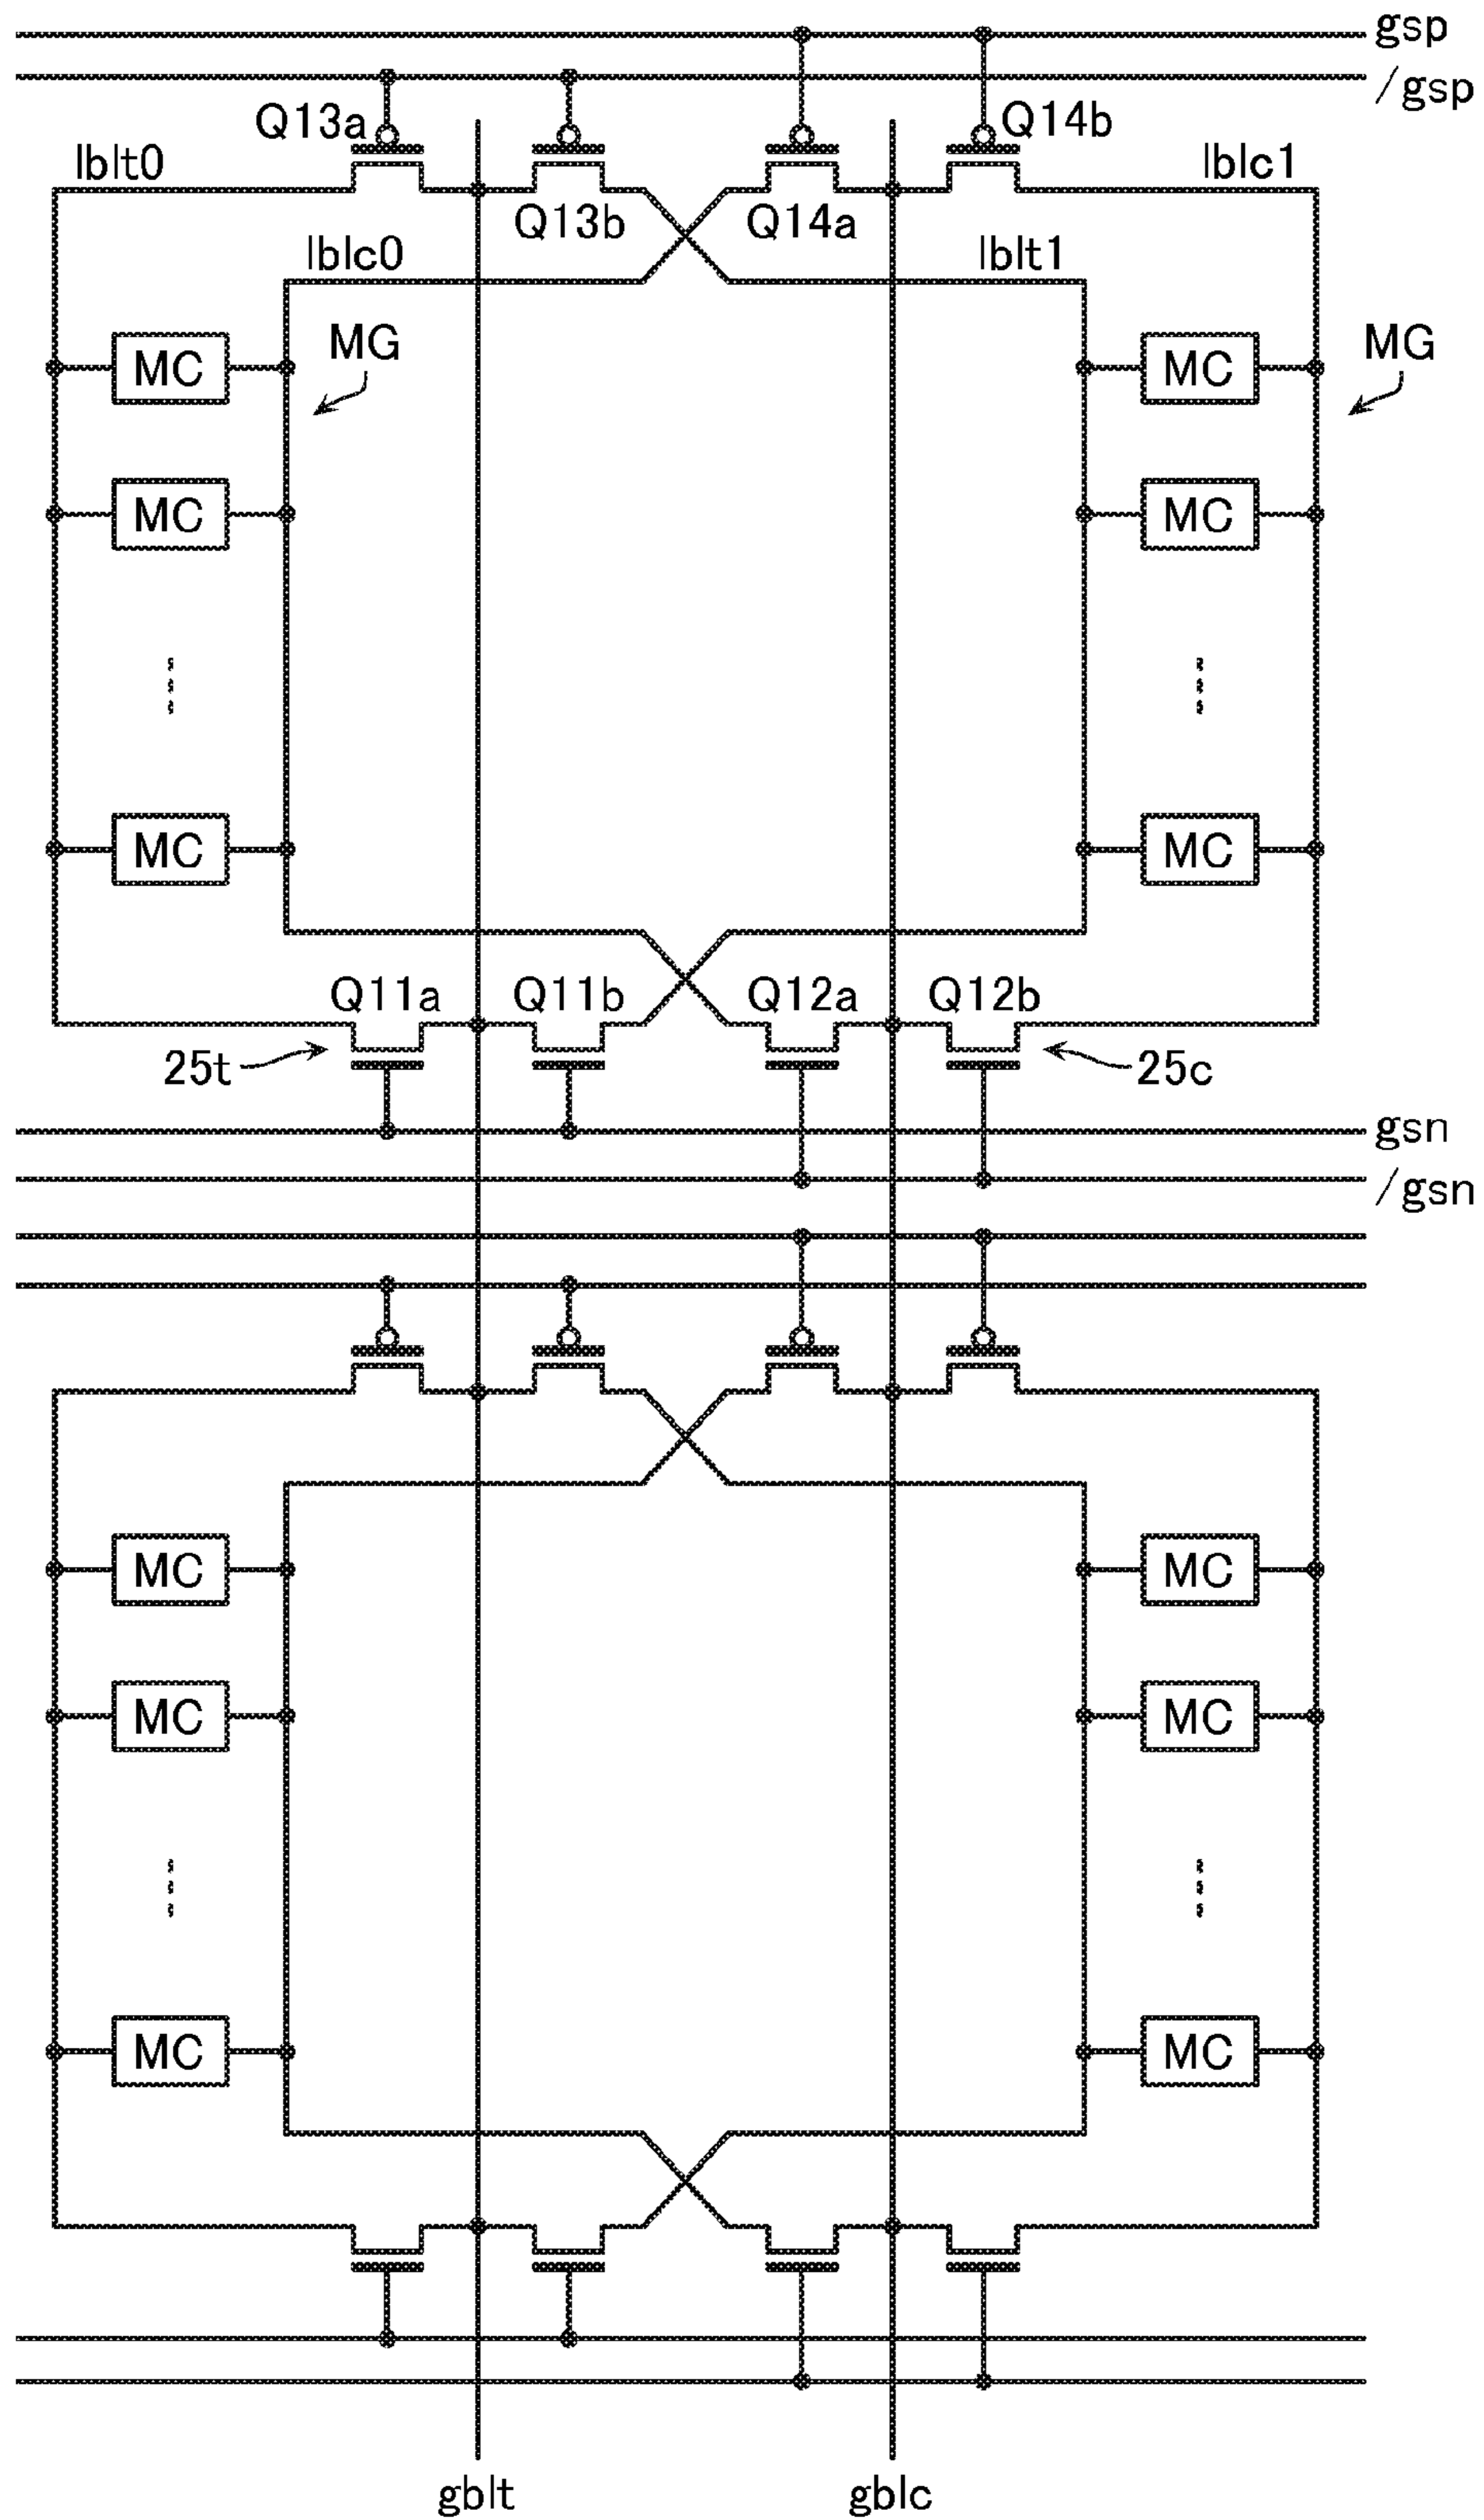 gsp
/gsp
Q13a
Q14b
lblt0
lblc1
Q13b
Q14a
lblc0
lblt1
MG
MG
MC
MC
MC
MC
MC
MC
Q11a
Q11b
Q12a
Q12b
25t
25c
gsn
/gsn
MC
MC
MC
MC
MC
MC
gblt
gblc